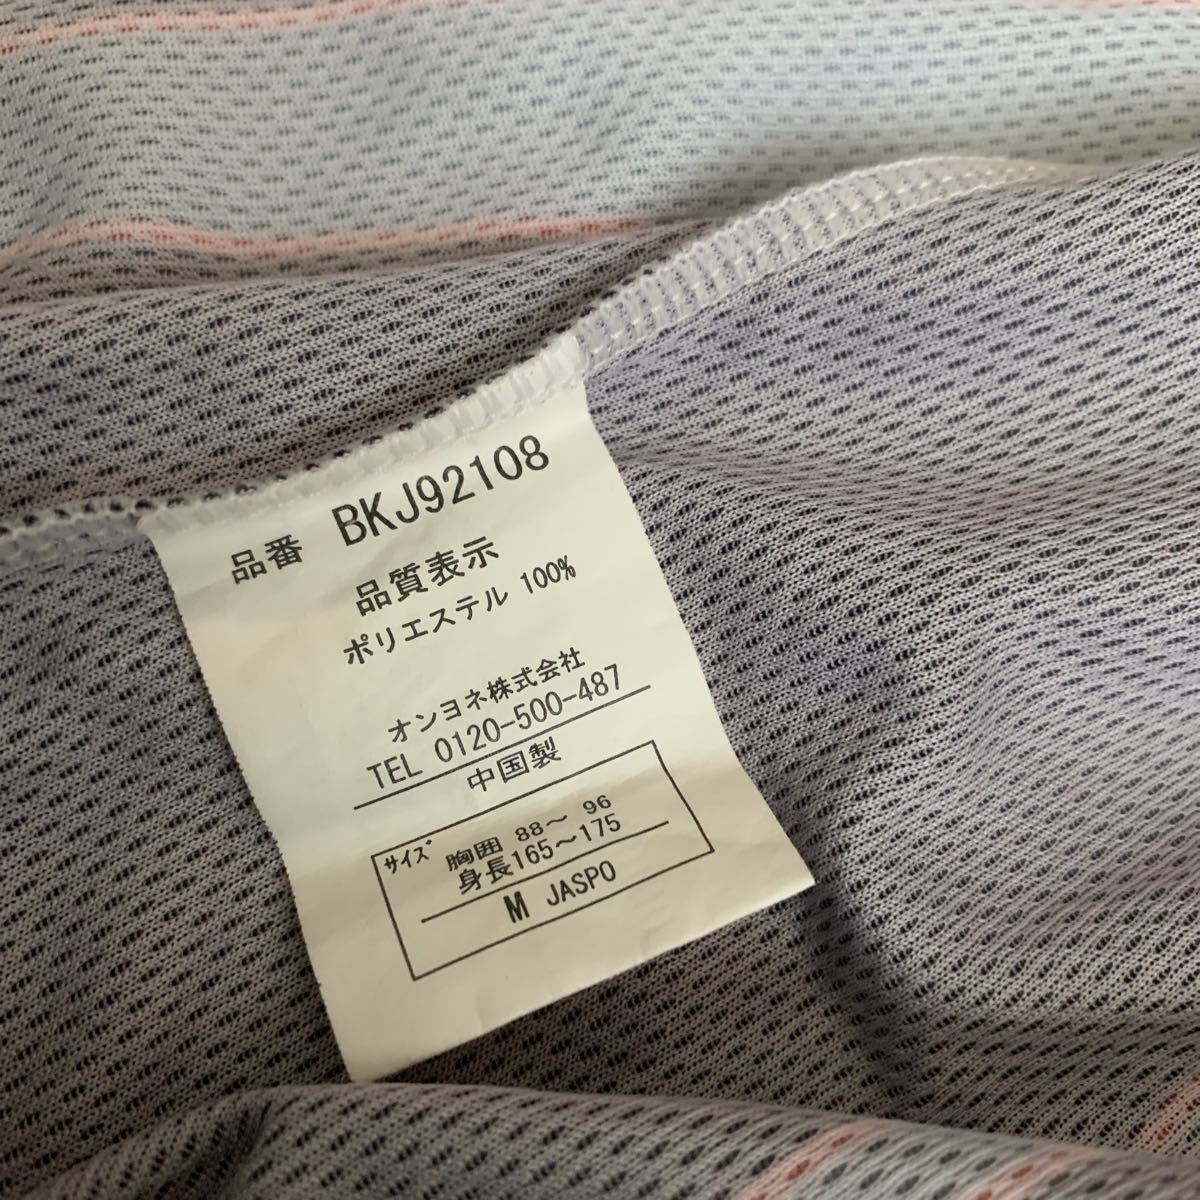 品番 BKJ92108
品質表示
ポリエステル 100%
オンヨネ株式会社
TEL 0120-500-487
中国製
サイズ 胸囲 88～ 96
身長165～175
M JASPO